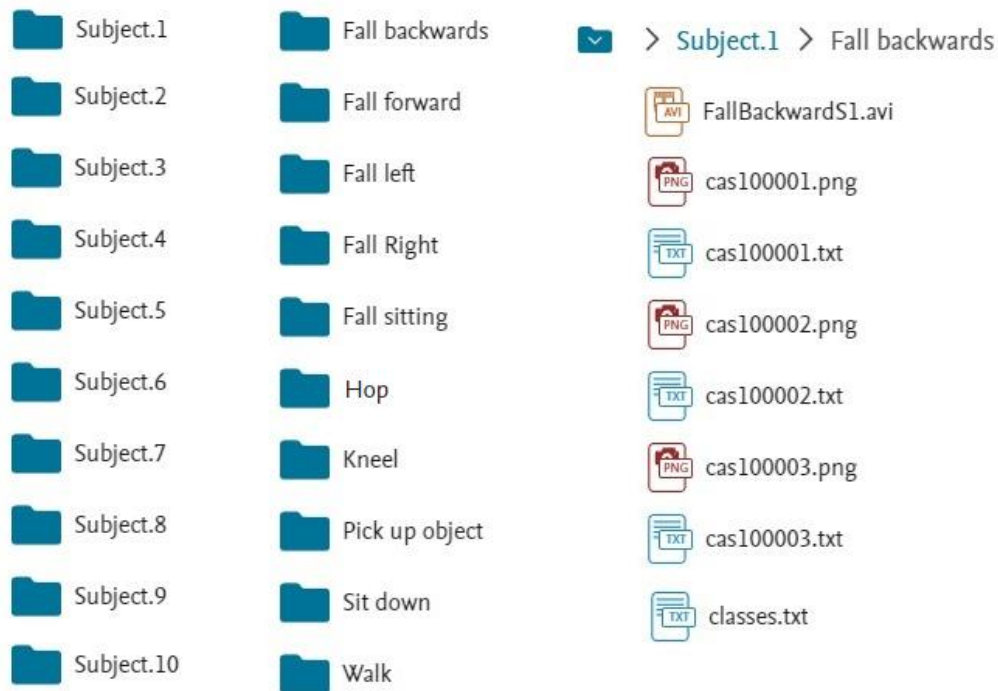 Subject.1
Subject.2
Subject.3
Subject.4
Subject.5
Subject.6
Subject.7
Subject.8
Subject.9
Subject.10
Fall backwards
Fall forward
Fall left
Fall Right
Fall sitting
Hop
Kneel
Pick up object
Sit down
Walk
> Subject.1 > Fall backwards
AVI FallBackwardS1.avi
PNG cas100001.png
TXT cas100001.txt
PNG cas100002.png
TXT cas100002.txt
PNG cas100003.png
TXT cas100003.txt
TXT classes.txt